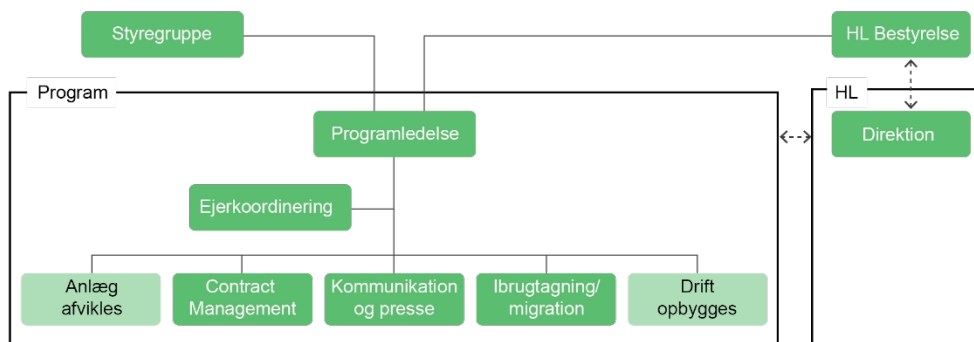 Styregruppe
HL Bestyrelse
Program
HL
Programledelse
Direktion
Ejerkoordinering
Anlæg
afvikles
Contract
Management
Kommunikation
og presse
Ibrugtagning/
migration
Drift
opbygges